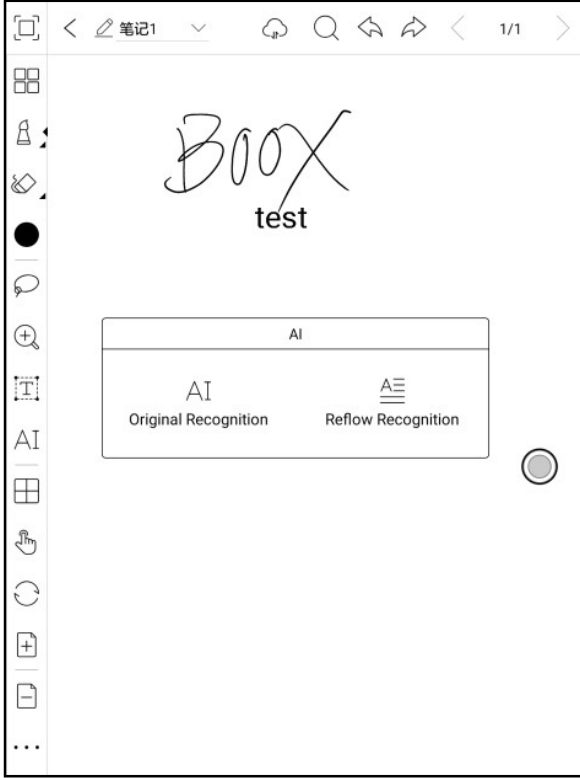 笔记1 1/1
BOOX
test
AI
AI A
Original Recognition Reflow Recognition
T
AI